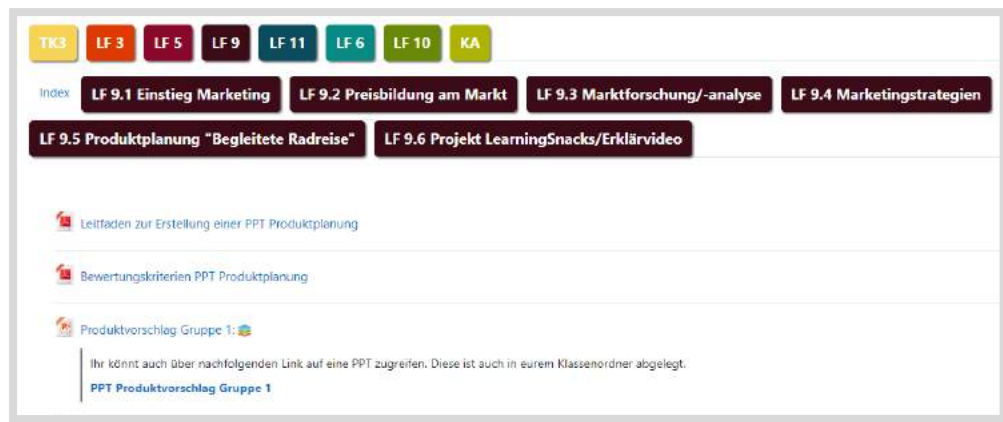 TK3 LF 3 LF 5 LF 9 LF 11 LF 6 LF 10 KA
Index LF 9.1 Einstieg Marketing LF 9.2 Preisbildung am Markt LF 9.3 Marktforschung/-analyse LF 9.4 Marketingstrategien
LF 9.5 Produktplanung "Begleitete Radreise" LF 9.6 Projekt LearningSnacks/Erklärvideo
Leitfaden zur Erstellung einer PPT Produktplanung
Bewertungskriterien PPT Produktplanung
Produktvorschlag Gruppe 1:
Ihr könnt auch über nachfolgenden Link auf eine PPT zugreifen. Diese ist auch in eurem Klassenordner abgelegt.
PPT Produktvorschlag Gruppe 1